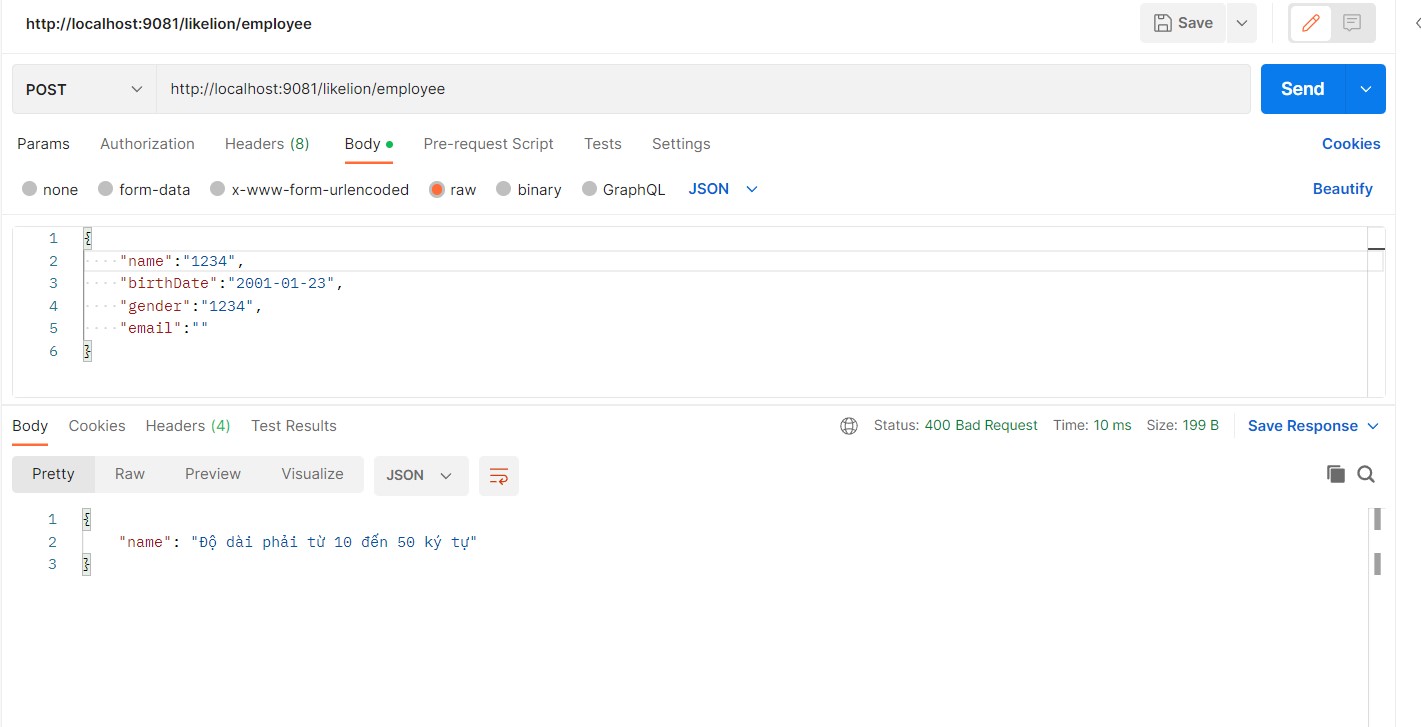 http://localhost:9081/likelion/employee Save
POST http://localhost:9081/likelion/employee Send
Params Authorization Headers (8) Body Pre-request Script Tests Settings Cookies
none form-data x-www-form-urlencoded raw binary GraphQL JSON Beautify
1 {
2 "name":"1234",
3 "birthDate":"2001-01-23",
4 "gender":"1234",
5 "email":""
6 }
Body Cookies Headers (4) Test Results Status: 400 Bad Request Time: 10 ms Size: 199 B Save Response
Pretty Raw Preview Visualize JSON
1 {
2 "name": "Độ dài phải từ 10 đến 50 ký tự"
3 }